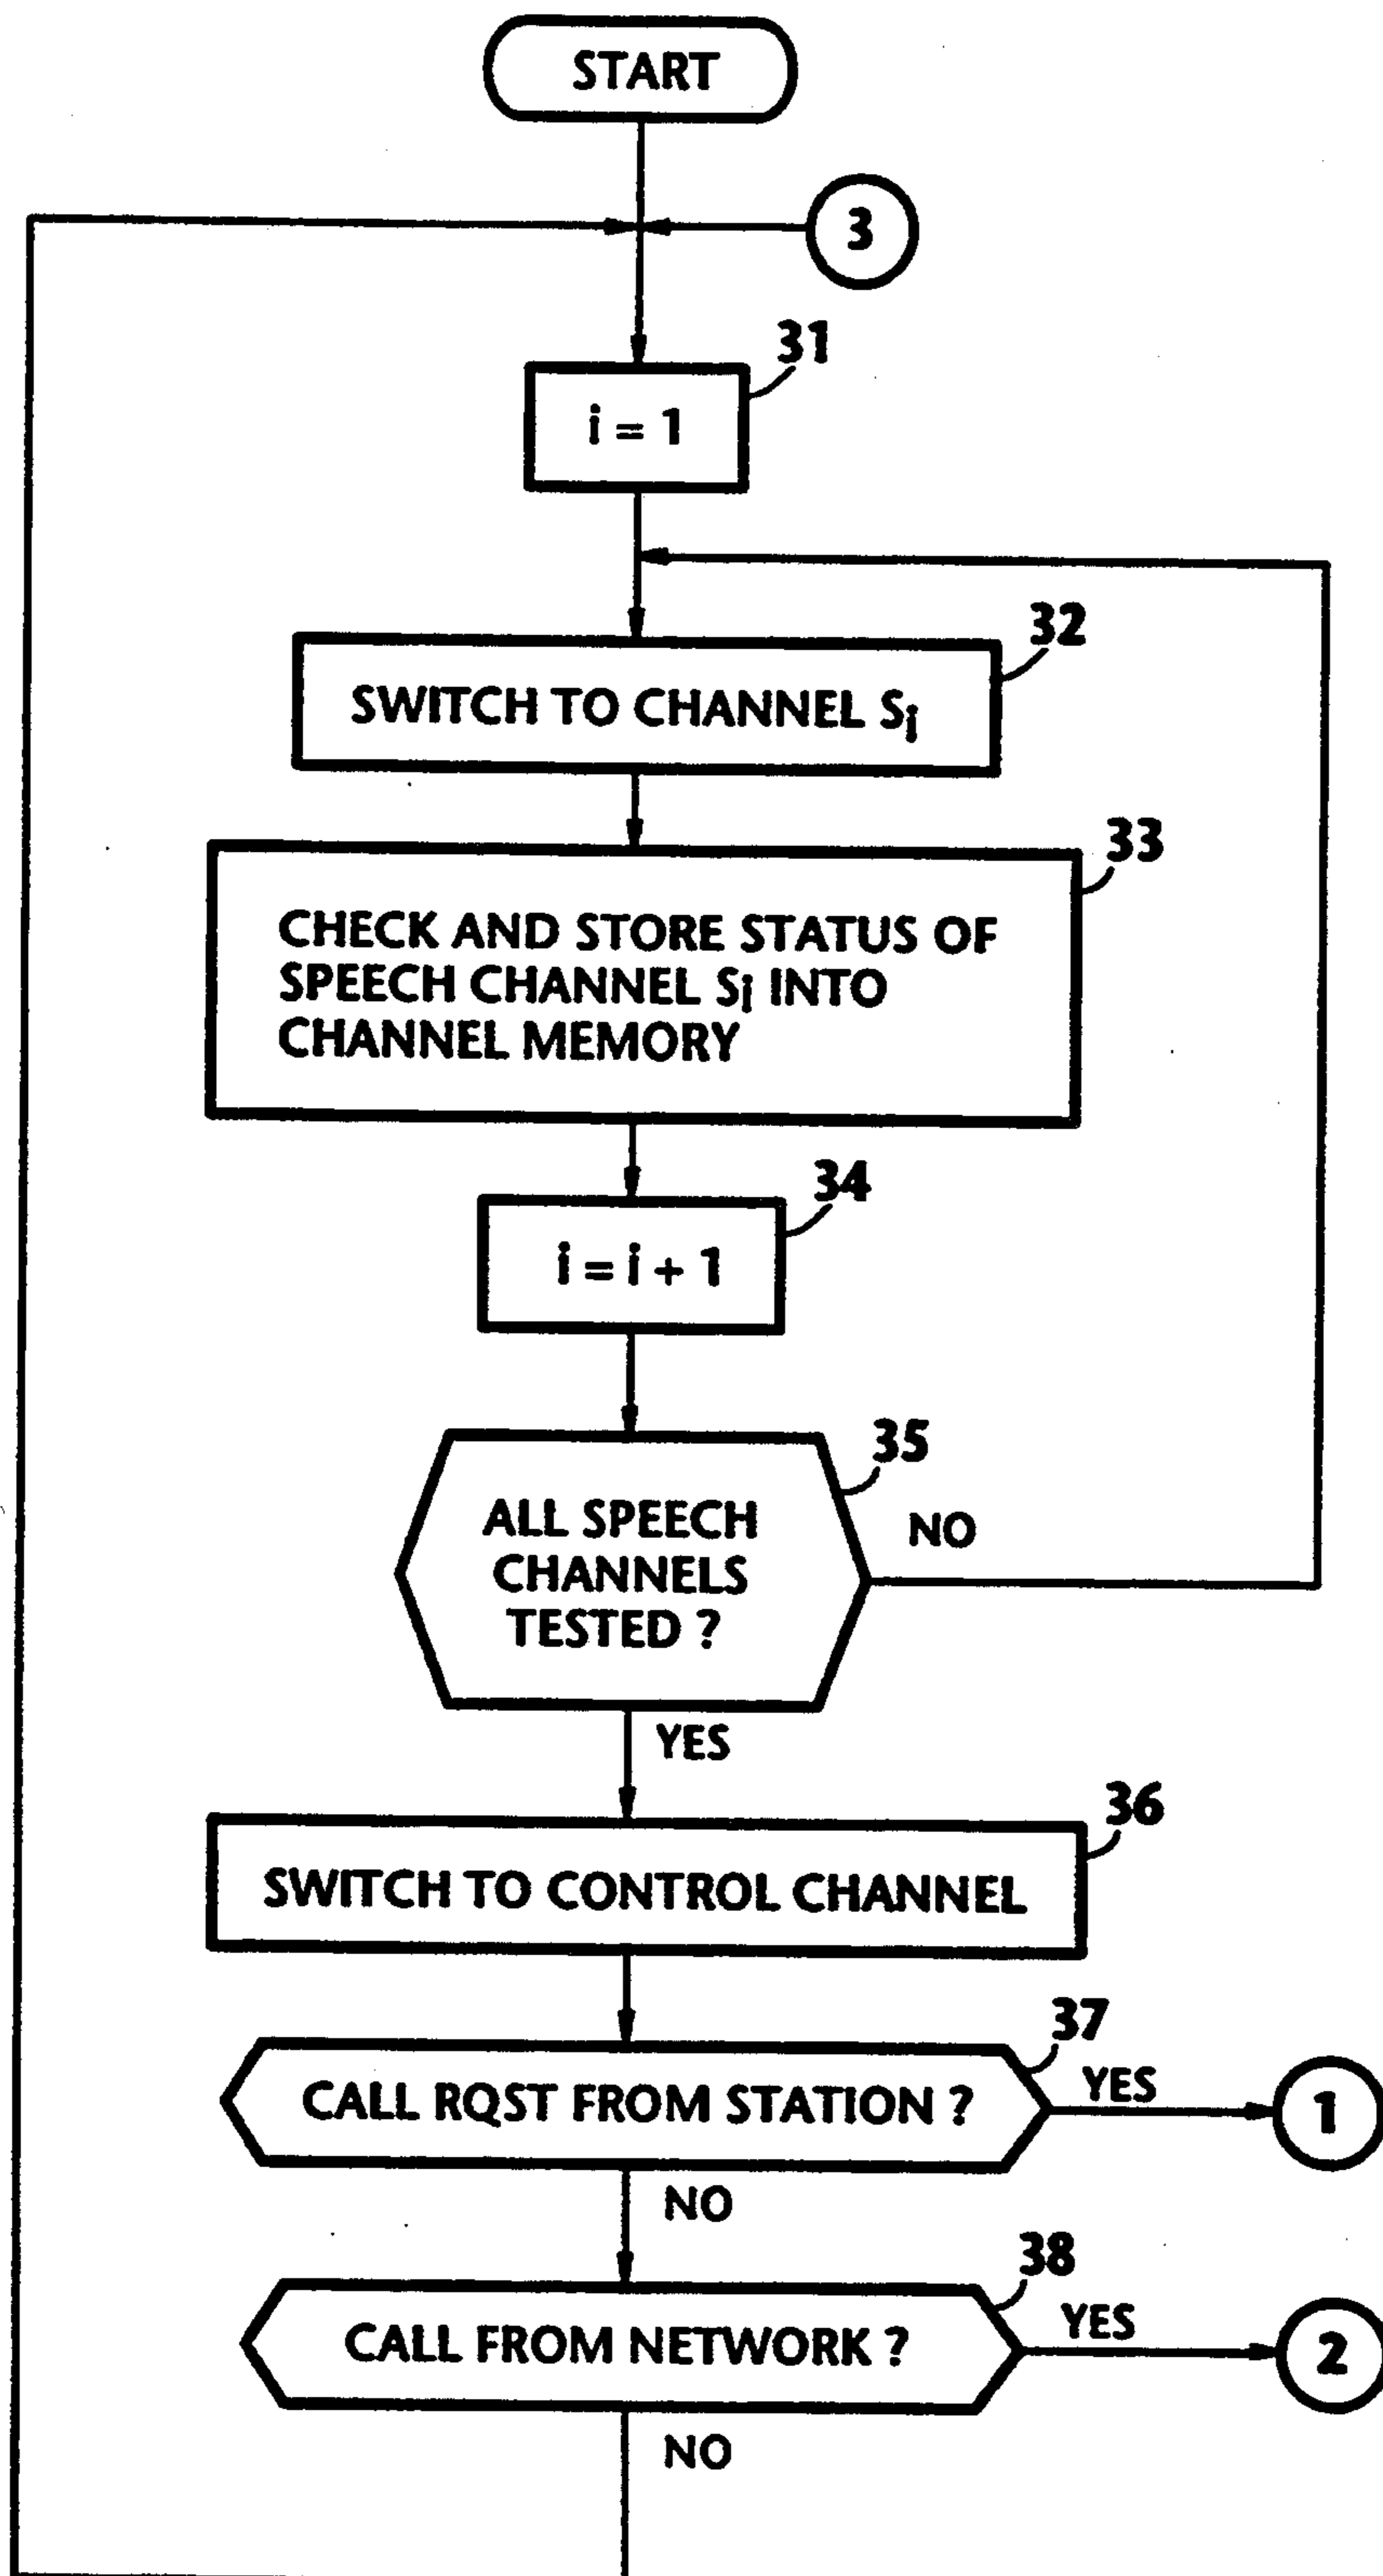 START
3
31
i = 1
32
SWITCH TO CHANNEL Si
33
CHECK AND STORE STATUS OF
SPEECH CHANNEL Si INTO
CHANNEL MEMORY
34
i = i + 1
35
ALL SPEECH
CHANNELS
TESTED ?
NO
YES
36
SWITCH TO CONTROL CHANNEL
37
CALL RQST FROM STATION ?
YES
1
NO
38
CALL FROM NETWORK ?
YES
2
NO